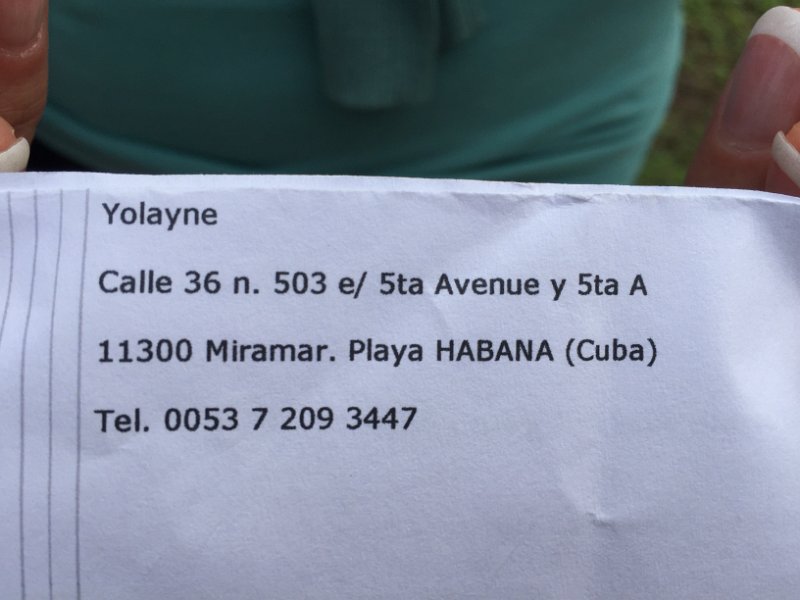 Yolayne
Calle 36 n. 503 e/ 5ta Avenue y 5ta A
11300 Miramar. Playa HABANA (Cuba)
Tel. 0053 7 209 3447